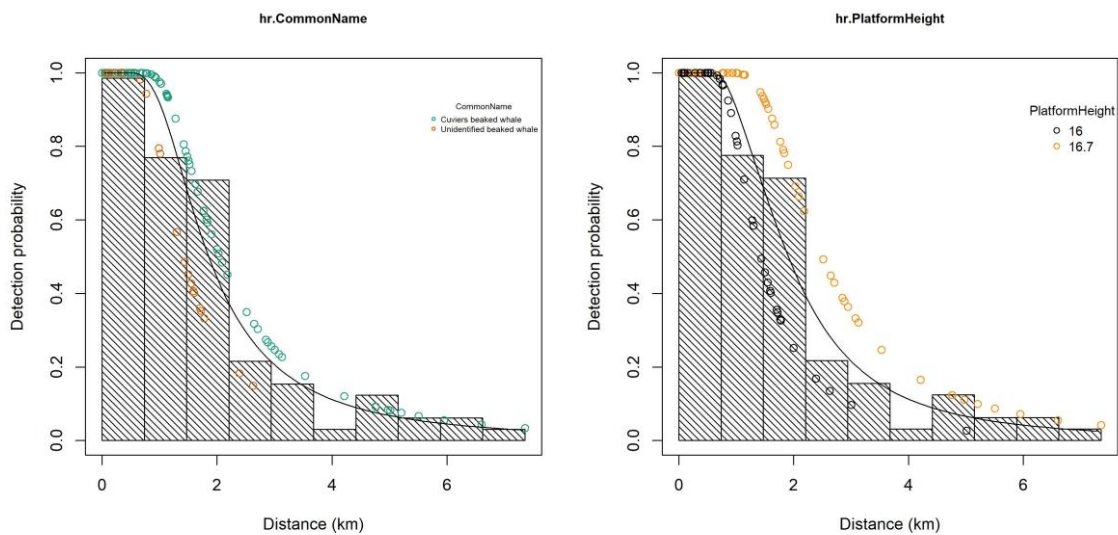 hr.CommonName
Detection probability
1.0
0.8
0.6
0.4
0.2
0.0
CommonName
Cuviers beaked whale
Unidentified beaked whale
0
2
4
6
Distance (km)
hr.PlatformHeight
Detection probability
1.0
0.8
0.6
0.4
0.2
0.0
PlatformHeight
16
16.7
0
2
4
6
Distance (km)